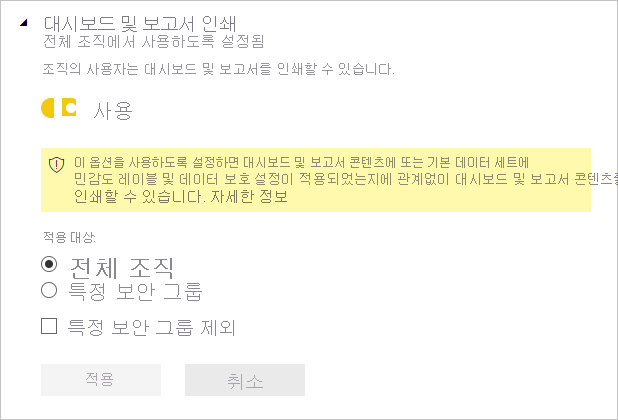 대시보드 및 보고서 인쇄
전체 조직에서 사용하도록 설정됨
조직의 사용자는 대시보드 및 보고서를 인쇄할 수 있습니다.
사용
이 옵션을 사용하도록 설정하면 대시보드 및 보고서 콘텐츠에 또는 기본 데이터 세트에
민감도 레이블 및 데이터 보호 설정이 적용되었는지에 관계없이 대시보드 및 보고서 콘텐츠를
인쇄할 수 있습니다. 자세한 정보
적용 대상:
전체 조직
특정 보안 그룹
특정 보안 그룹 제외
적용
취소